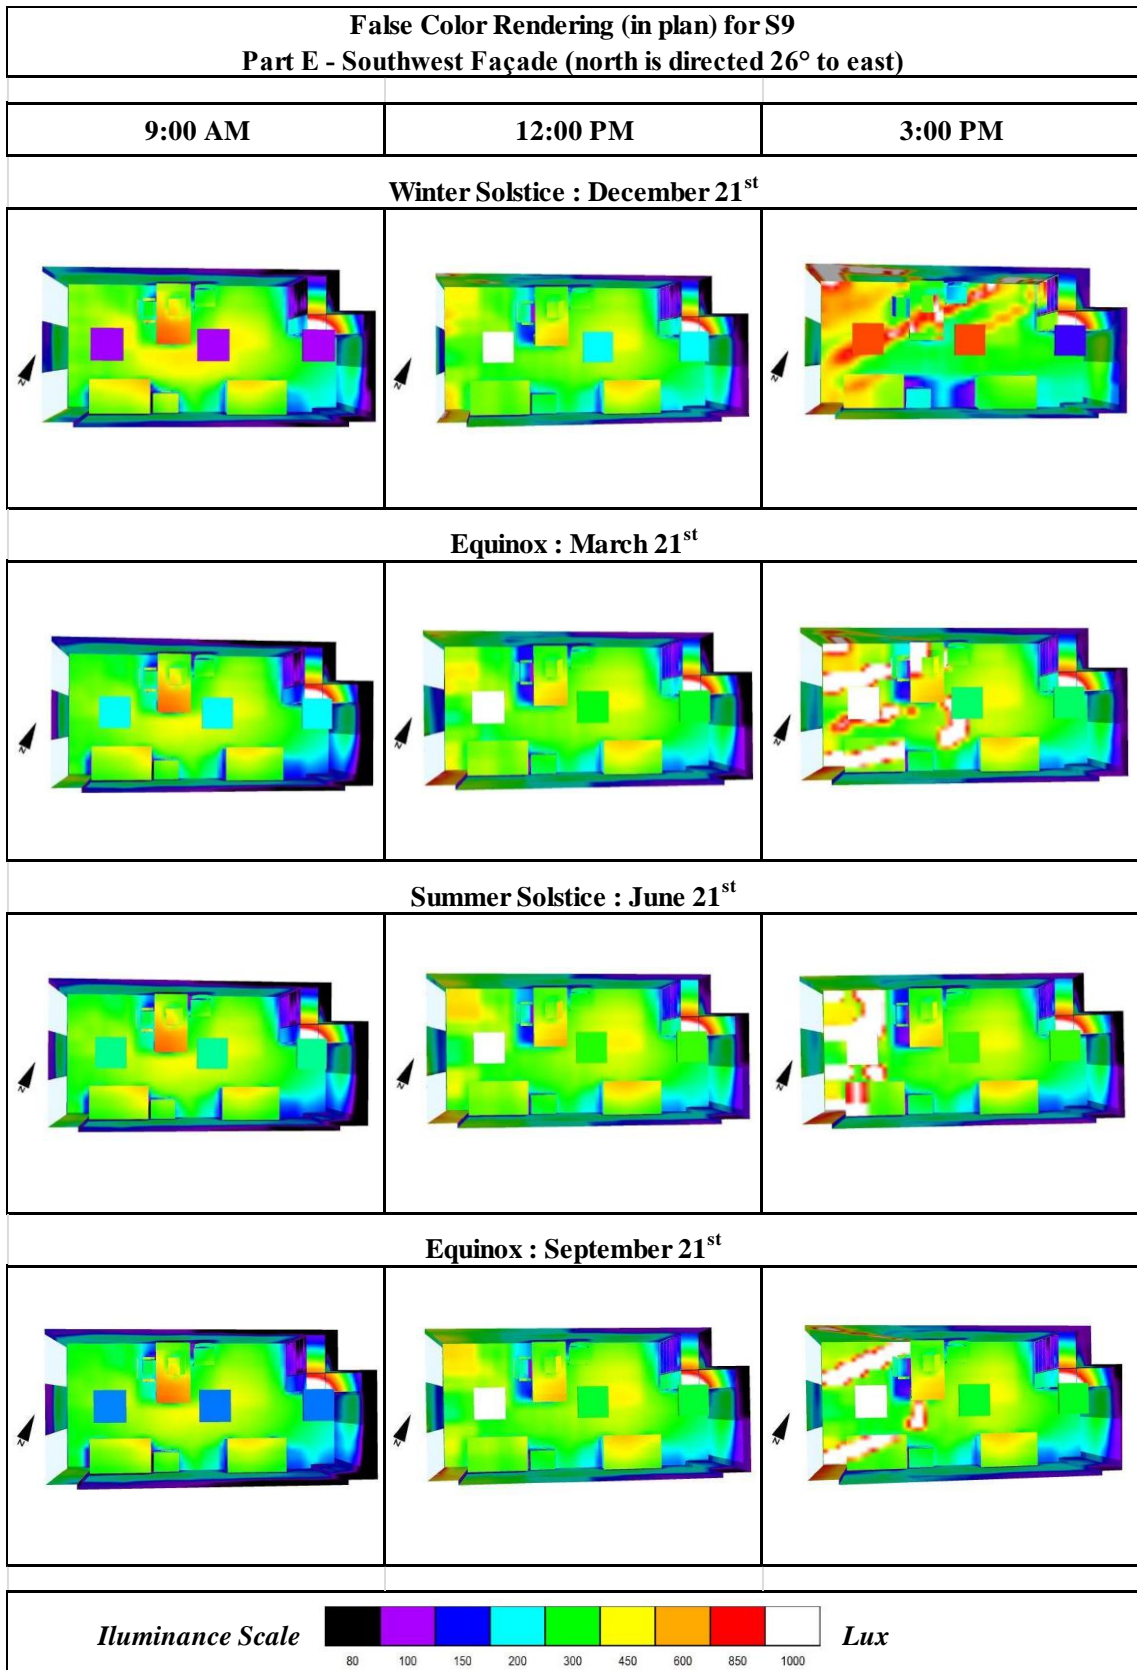 False Color Rendering (in plan) for S9
Part E - Southwest Façade (north is directed 26° to east)
9:00 AM 12:00 PM 3:00 PM
Winter Solstice : December 21st
N N N
Equinox : March 21st
N N N
Summer Solstice : June 21st
N N N
Equinox : September 21st
N N N
Iluminance Scale Lux
80 100 150 200 300 450 600 850 1000